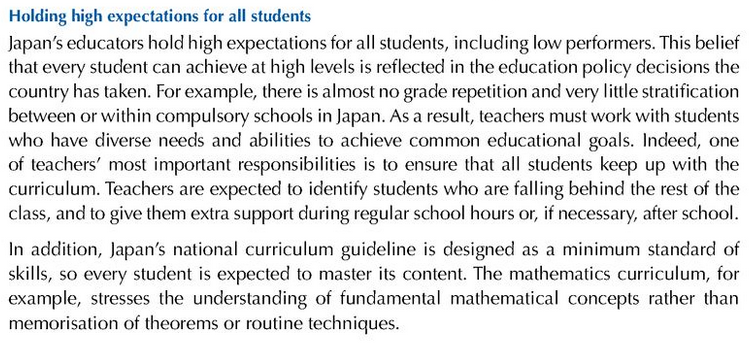 Holding high expectations for all students
Japan's educators hold high expectations for all students, including low performers. This belief
that every student can achieve at high levels is reflected in the education policy decisions the
country has taken. For example, there is almost no grade repetition and very little stratification
between or within compulsory schools in Japan. As a result, teachers must work with students
who have diverse needs and abilities to achieve common educational goals. Indeed, one
of teachers' most important responsibilities is to ensure that all students keep up with the
curriculum. Teachers are expected to identify students who are falling behind the rest of the
class, and to give them extra support during regular school hours or, if necessary, after school.
In addition, Japan's national curriculum guideline is designed as a minimum standard of
skills, so every student is expected to master its content. The mathematics curriculum, for
example, stresses the understanding of fundamental mathematical concepts rather than
memorisation of theorems or routine techniques.